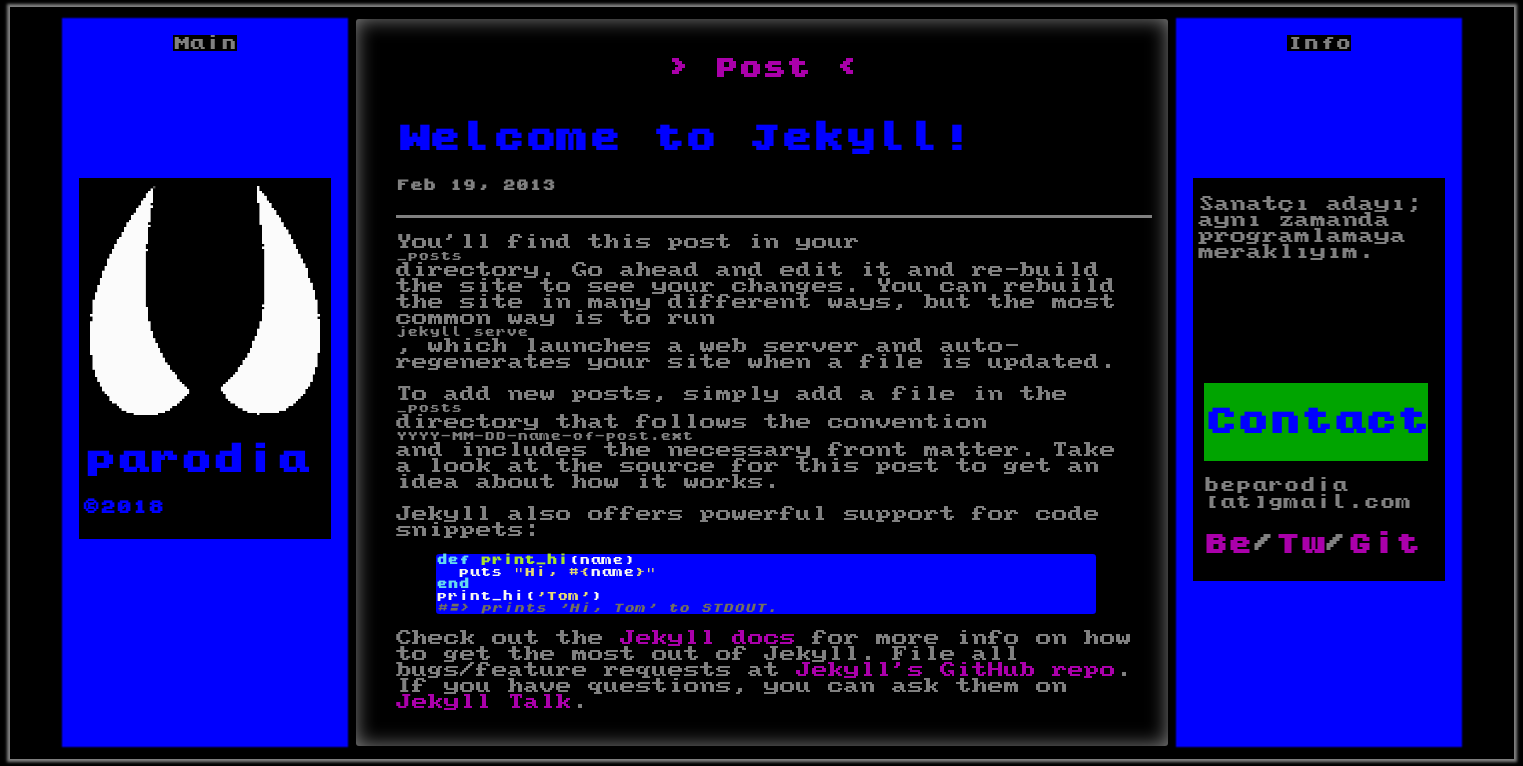 Main
parodia
©2018
> Post <
Welcome to Jekyll!
Feb 19, 2013
You'll find this post in your
_posts
directory. Go ahead and edit it and re-build
the site to see your changes. You can rebuild
the site in many different ways, but the most
common way is to run
jekyll serve
, which launches a web server and auto-
regenerates your site when a file is updated.
To add new posts, simply add a file in the
_posts
directory that follows the convention
YYYY-MM-DD-name-of-post.ext
and includes the necessary front matter. Take
a look at the source for this post to get an
idea about how it works.
Jekyll also offers powerful support for code
snippets:
def print_hi(name)
  puts "Hi, #{name}"
end
print_hi('Tom')
#=> prints 'Hi, Tom' to STDOUT.
Check out the Jekyll docs for more info on how
to get the most out of Jekyll. File all
bugs/feature requests at Jekyll's GitHub repo.
If you have questions, you can ask them on
Jekyll Talk.
Info
Sanatçı adayı;
aynı zamanda
programlamaya
meraklıyım.
Contact
beparodia
[at]gmail.com
Be/Tw/Git